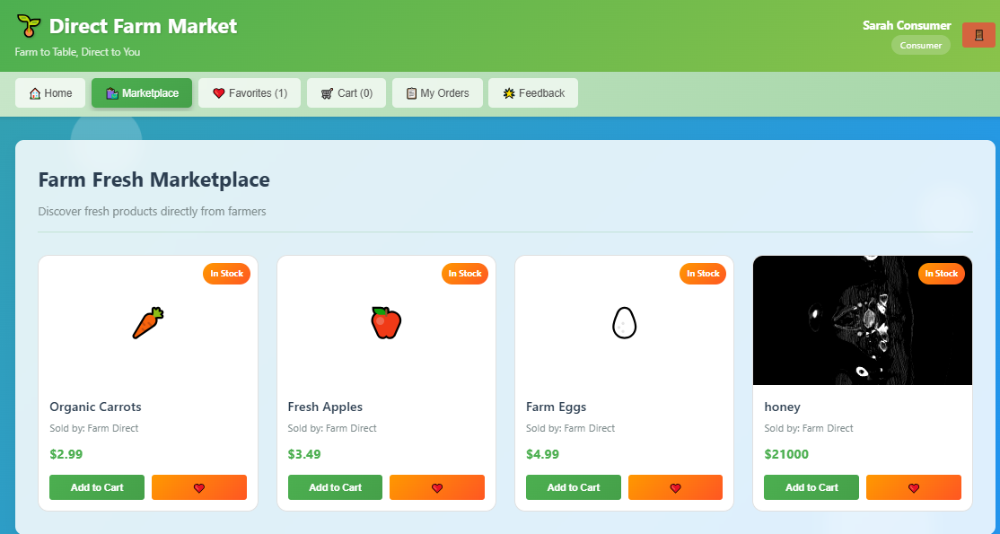 Direct Farm Market
Farm to Table, Direct to You
Sarah Consumer
Consumer
Home
Marketplace
Favorites (1)
Cart (0)
My Orders
Feedback
Farm Fresh Marketplace
Discover fresh products directly from farmers
In Stock
Organic Carrots
Sold by: Farm Direct
$2.99
Add to Cart
In Stock
Fresh Apples
Sold by: Farm Direct
$3.49
Add to Cart
In Stock
Farm Eggs
Sold by: Farm Direct
$4.99
Add to Cart
In Stock
honey
Sold by: Farm Direct
$21000
Add to Cart